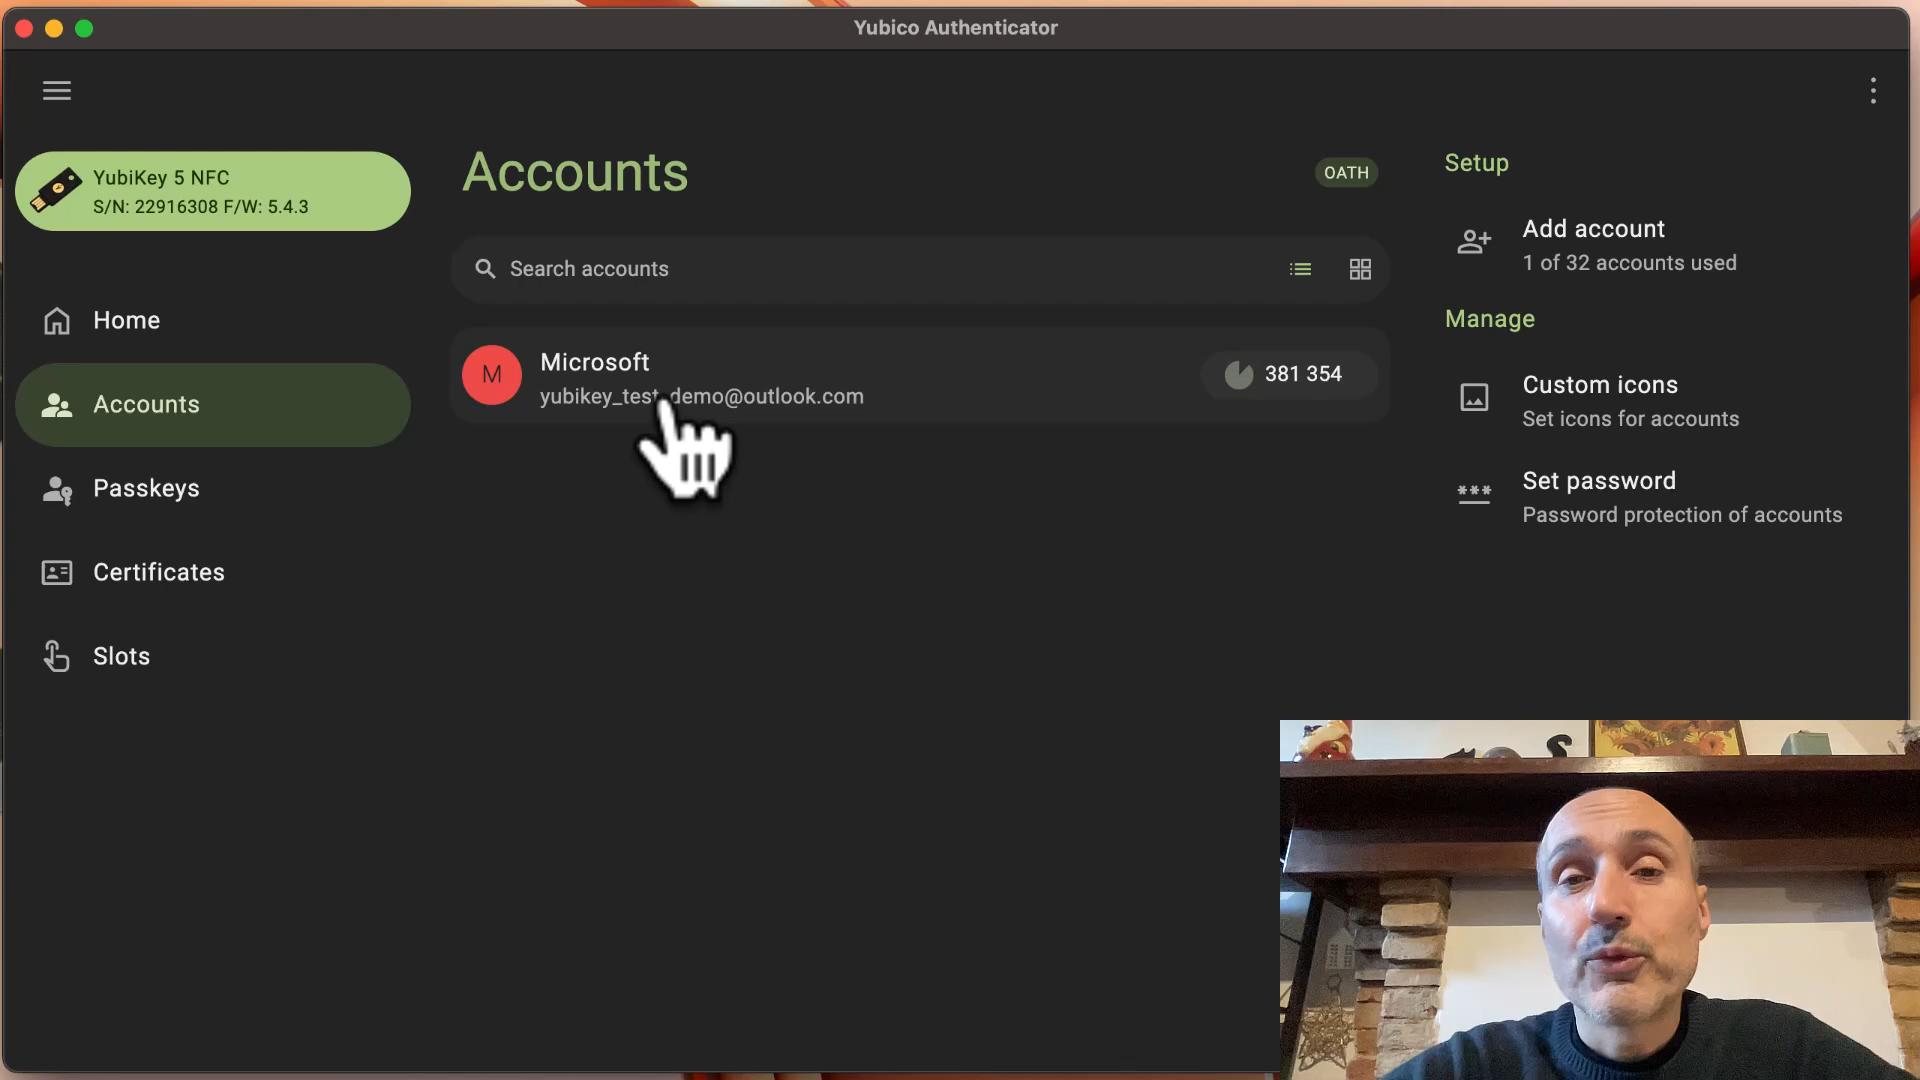 Yubico Authenticator
YubiKey 5 NFC
S/N: 22916308 F/W: 5.4.3
Home
Accounts
Passkeys
Certificates
Slots
Accounts
OATH
Search accounts
M
Microsoft
yubikey_test_demo@outlook.com
381 354
Setup
Add account
1 of 32 accounts used
Manage
Custom icons
Set icons for accounts
***
Set password
Password protection of accounts